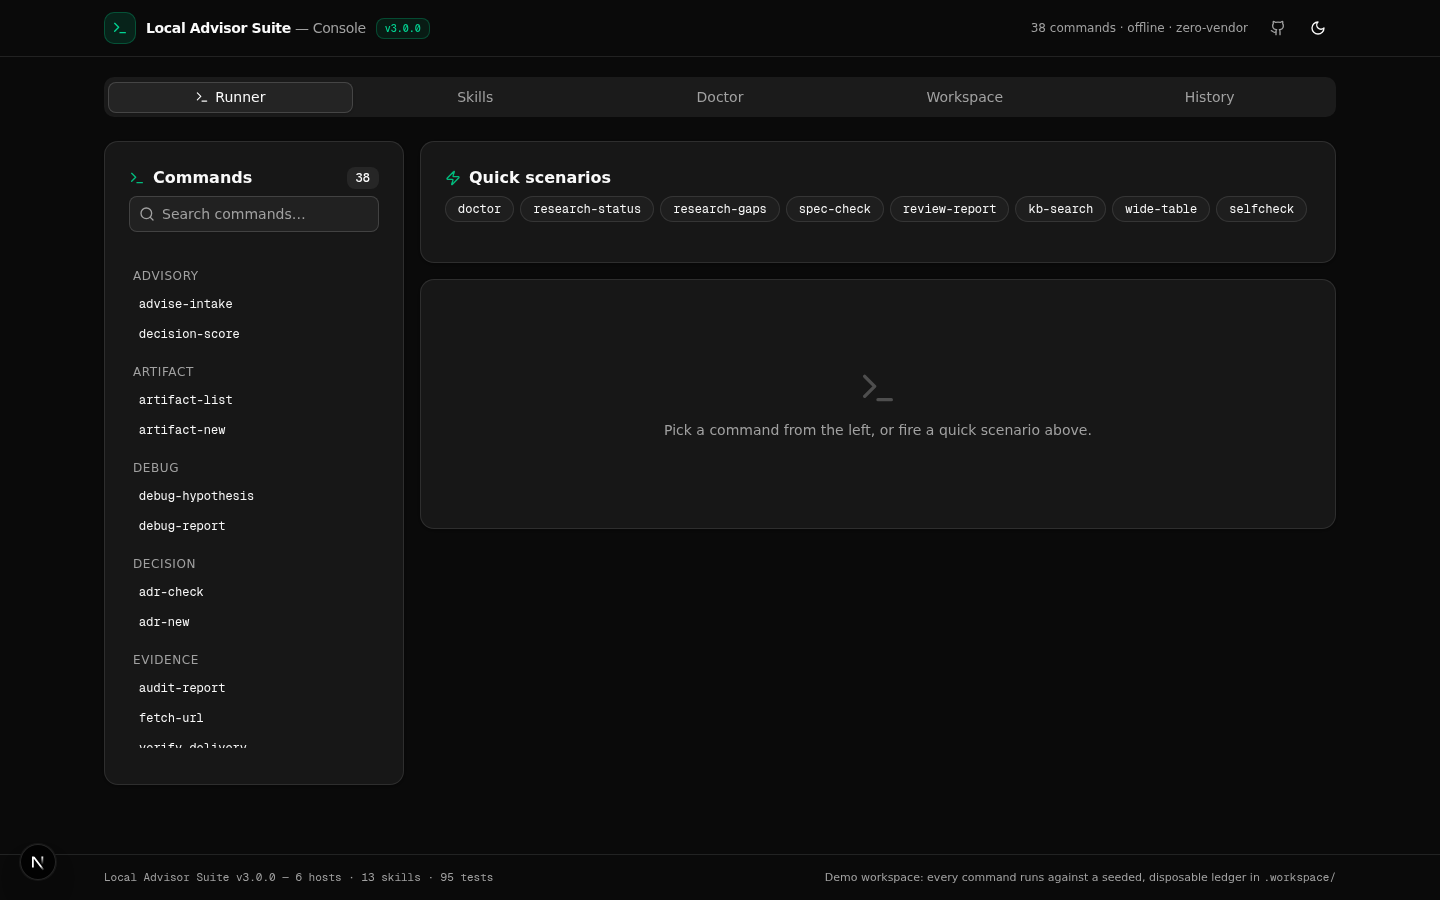 Local Advisor Suite — Console v3.0.0
38 commands · offline · zero-vendor
Runner
Skills
Doctor
Workspace
History
Commands 38
Search commands…
ADVISORY
advise-intake
decision-score
ARTIFACT
artifact-list
artifact-new
DEBUG
debug-hypothesis
debug-report
DECISION
adr-check
adr-new
EVIDENCE
audit-report
fetch-url
verify-delivery
Quick scenarios
doctor research-status research-gaps spec-check review-report kb-search wide-table selfcheck
Pick a command from the left, or fire a quick scenario above.
N
Local Advisor Suite v3.0.0 — 6 hosts · 13 skills · 95 tests
Demo workspace: every command runs against a seeded, disposable ledger in .workspace/